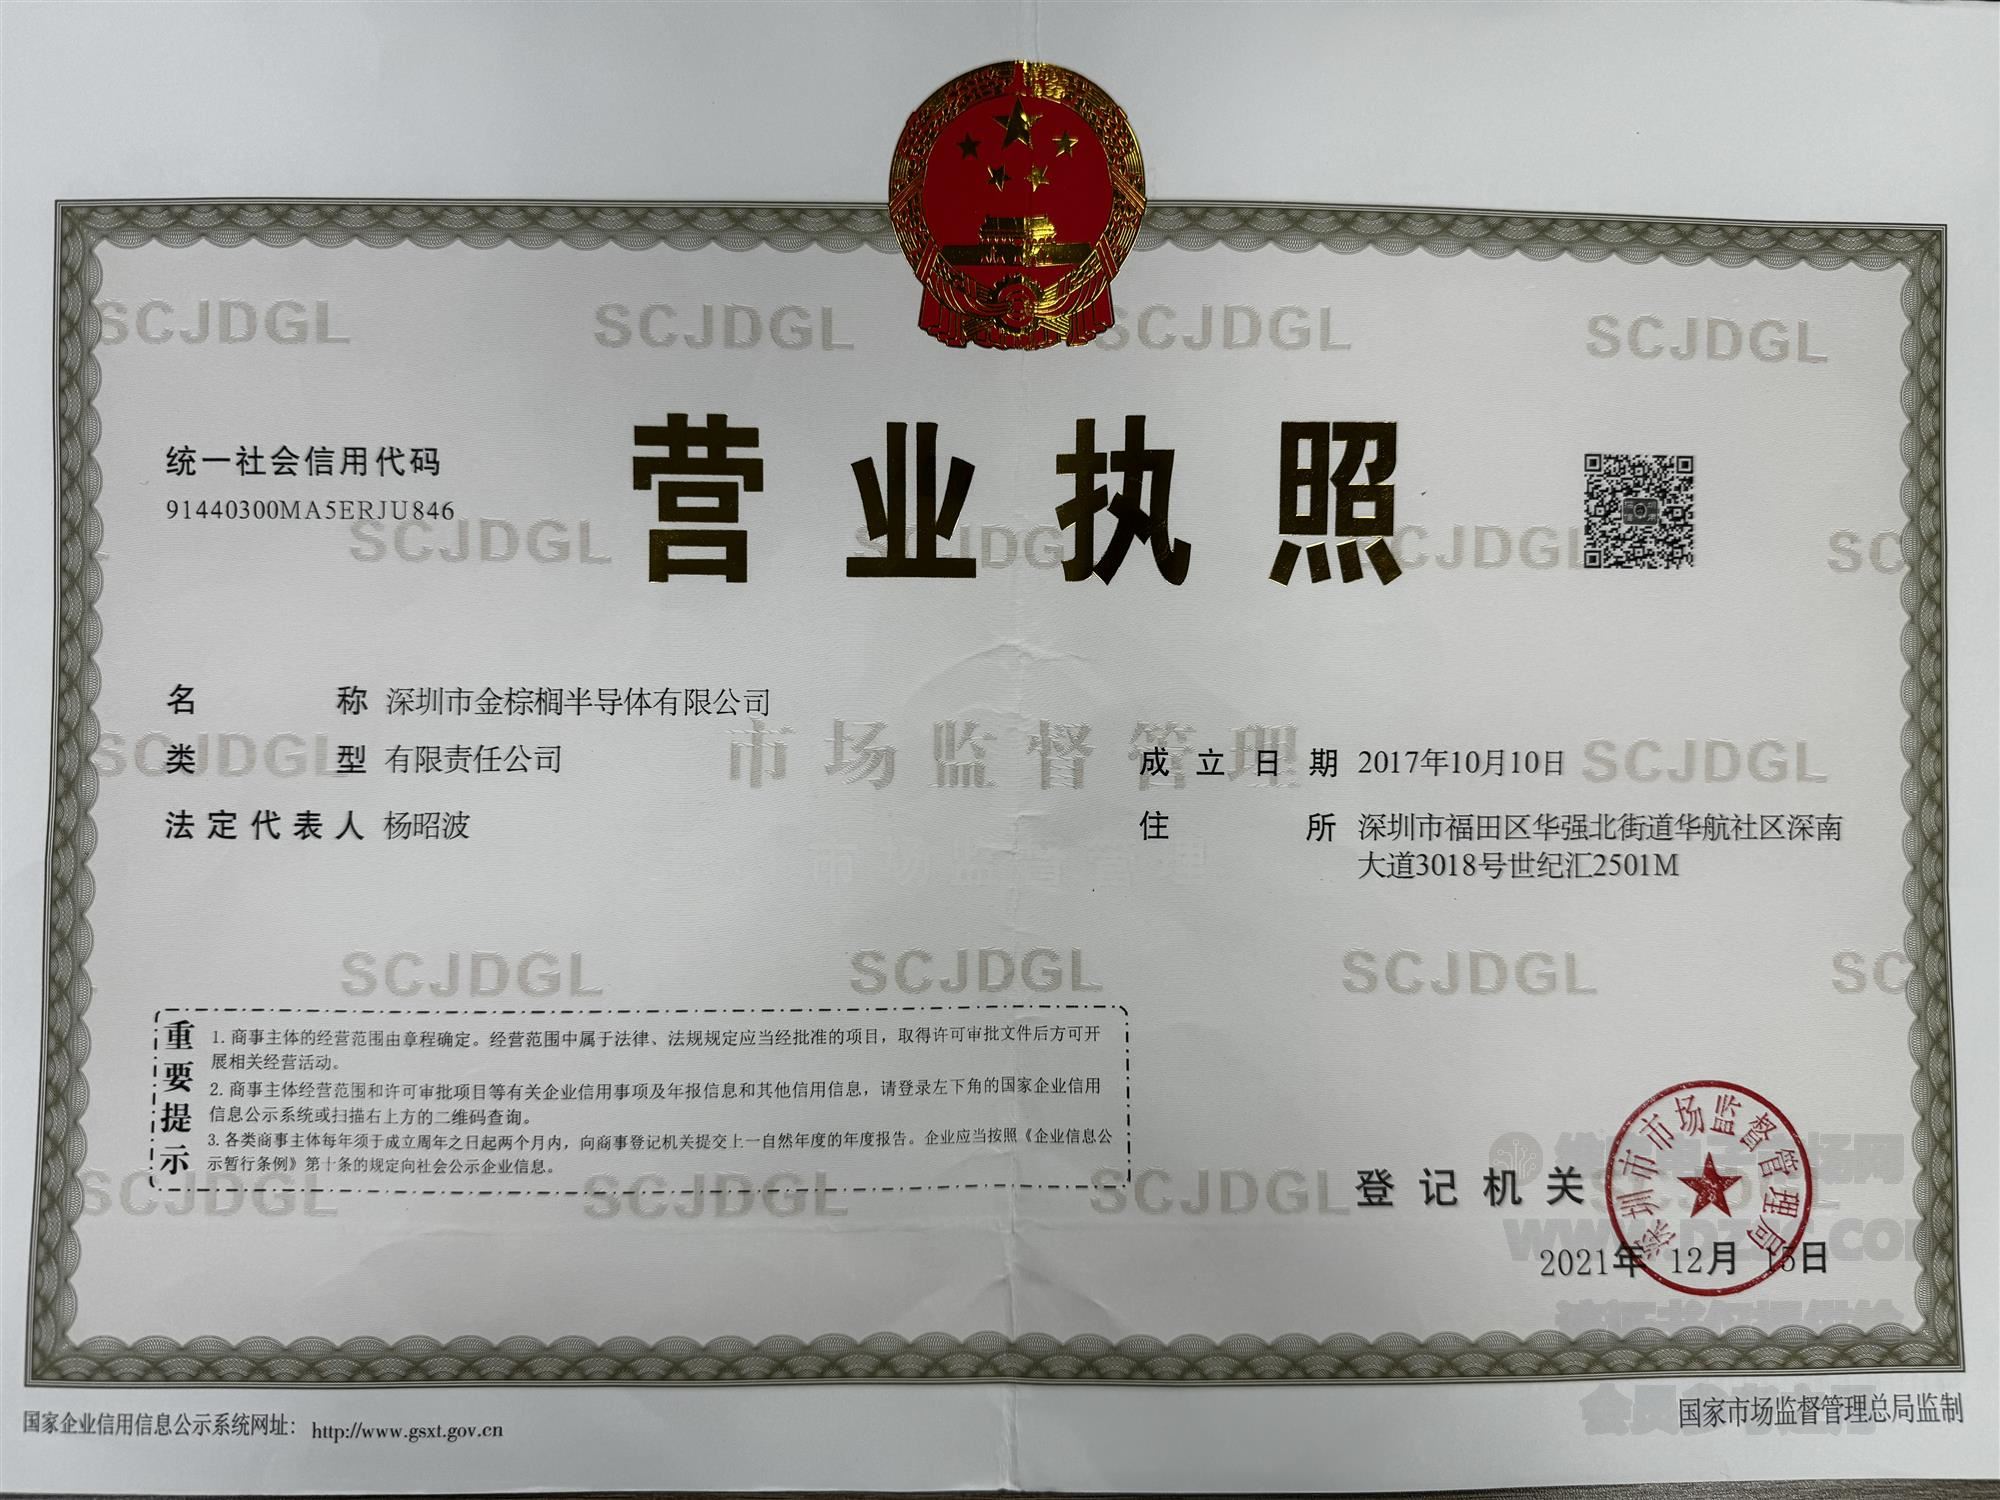 营业执照
统一社会信用代码
91440300MA5ERJU846
名称 深圳市金棕榈半导体有限公司
类型 有限责任公司
法定代表人 杨昭波
成立日期 2017年10月10日
住所 深圳市福田区华强北街道华航社区深南
大道3018号世纪汇2501M
重要提示
1. 商事主体的经营范围由章程确定。经营范围中属于法律、法规规定应当经批准的项目，取得许可审批文件后方可开
展相关经营活动。
2. 商事主体经营范围和许可审批项目等有关企业信用事项及年报信息和其他信用信息，请登录左下角的国家企业信用
信息公示系统或扫描右上方的二维码查询。
3. 各类商事主体每年须于成立周年之日起两个月内，向商事登记机关提交上一自然年度的年度报告。企业应当按照《企业信息公
示暂行条例》第十条的规定向社会公示企业信息。
登记机关
深圳市市场监督管理局
2021年 12月 15日
国家企业信用信息公示系统网址： http://www.gsxt.gov.cn
国家市场监督管理总局监制
SCJDGL
市场监督管理